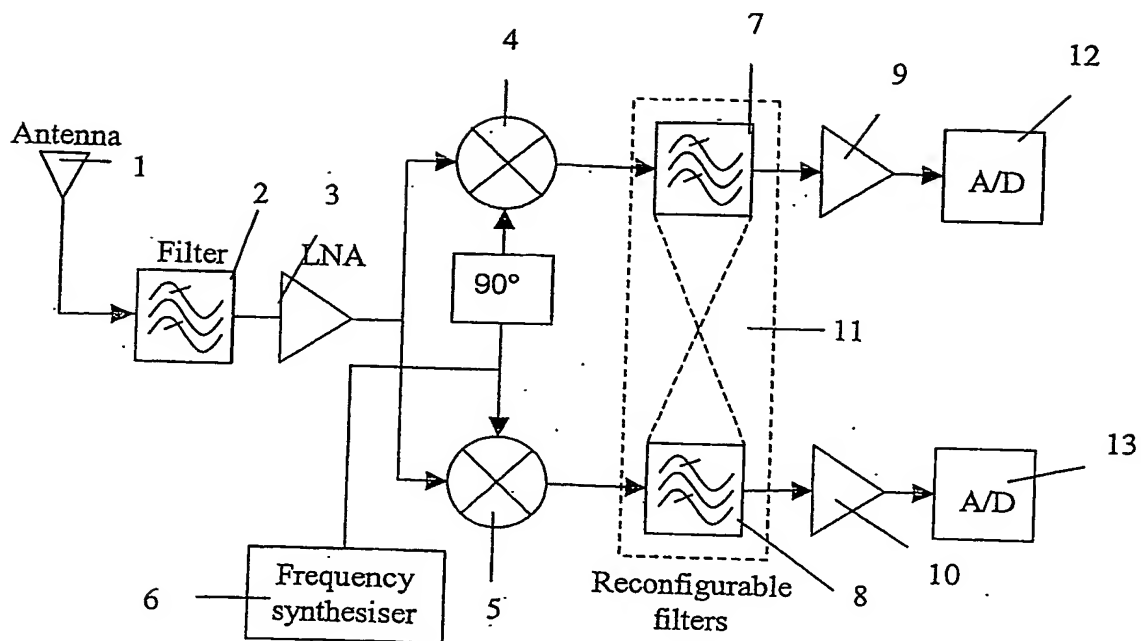 4
7
9
12
Antenna
1
2
3
A/D
Filter
LNA
90°
11
13
A/D
Frequency
synthesiser
6
5
Reconfigurable
filters
8
10